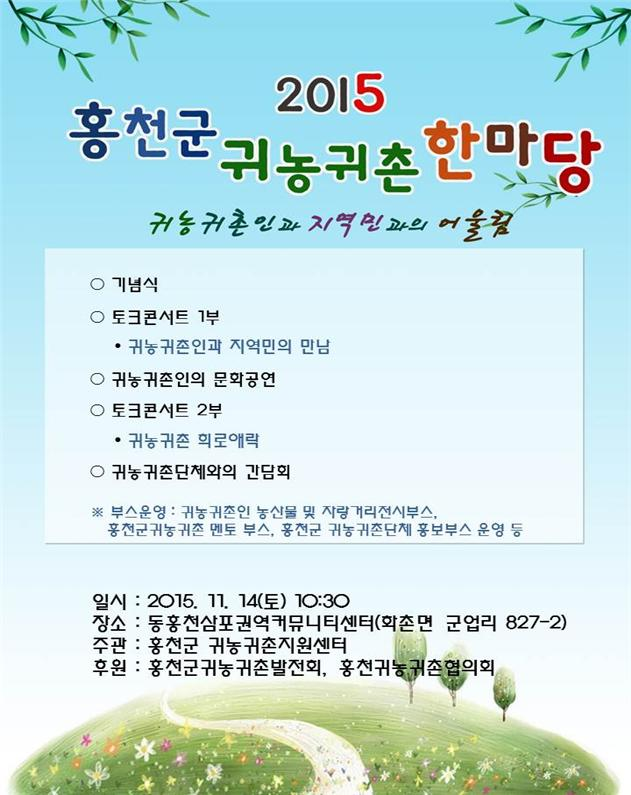 2015
홍천군 귀농귀촌 한마당
귀농귀촌인과 지역민과의 어울림
○ 기념식
○ 토크콘서트 1부
• 귀농귀촌인과 지역민의 만남
○ 귀농귀촌인의 문화공연
○ 토크콘서트 2부
• 귀농귀촌 희로애락
○ 귀농귀촌단체와의 간담회
※ 부스운영 : 귀농귀촌인 농산물 및 자랑거리전시부스,
홍천군귀농귀촌 멘토 부스, 홍천군 귀농귀촌단체 홍보부스 운영 등
일시 : 2015. 11. 14(토) 10:30
장소 : 동홍천삼포권역커뮤니티센터(화촌면 군업리 827-2)
주관 : 홍천군 귀농귀촌지원센터
후원 : 홍천군귀농귀촌발전회, 홍천귀농귀촌협의회